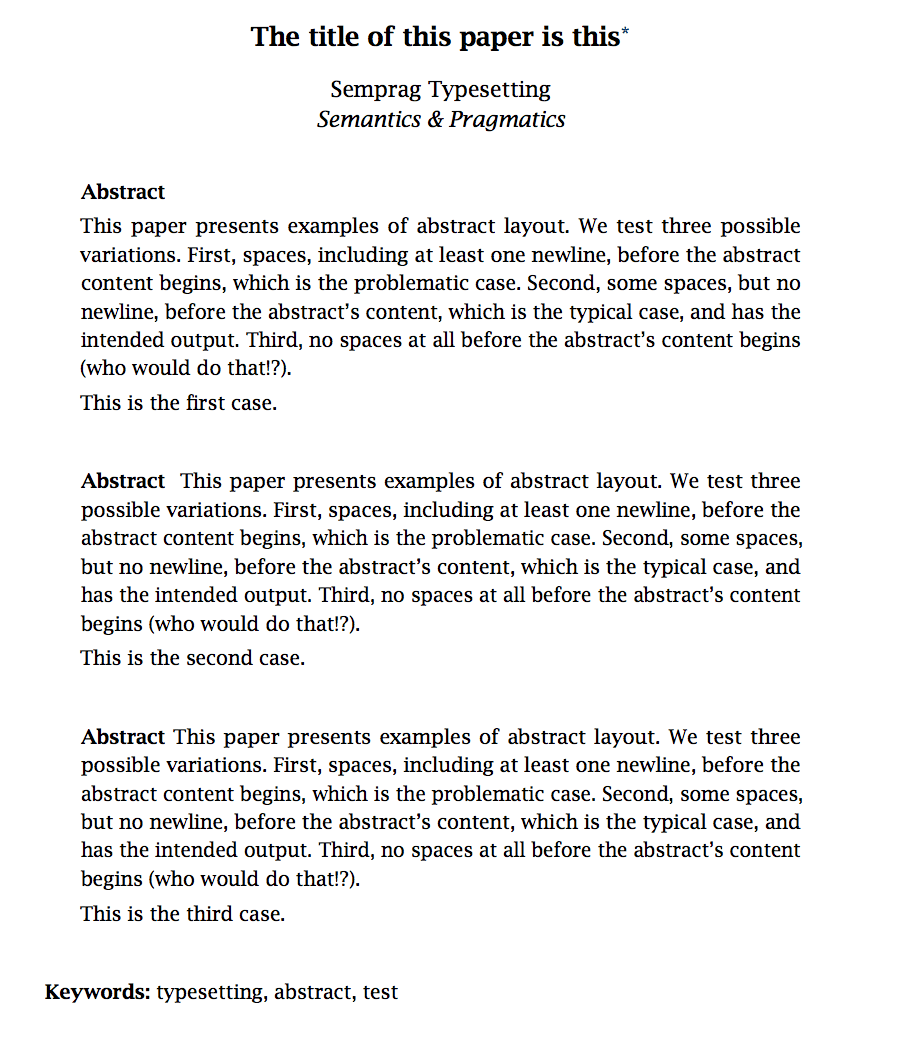 The title of this paper is this*
Semprag Typesetting
Semantics & Pragmatics
Abstract
This paper presents examples of abstract layout. We test three possible
variations. First, spaces, including at least one newline, before the abstract
content begins, which is the problematic case. Second, some spaces, but no
newline, before the abstract’s content, which is the typical case, and has the
intended output. Third, no spaces at all before the abstract’s content begins
(who would do that!?).
This is the first case.
Abstract This paper presents examples of abstract layout. We test three
possible variations. First, spaces, including at least one newline, before the
abstract content begins, which is the problematic case. Second, some spaces,
but no newline, before the abstract’s content, which is the typical case, and
has the intended output. Third, no spaces at all before the abstract’s content
begins (who would do that!?).
This is the second case.
Abstract This paper presents examples of abstract layout. We test three
possible variations. First, spaces, including at least one newline, before the
abstract content begins, which is the problematic case. Second, some spaces,
but no newline, before the abstract’s content, which is the typical case, and
has the intended output. Third, no spaces at all before the abstract’s content
begins (who would do that!?).
This is the third case.
Keywords: typesetting, abstract, test